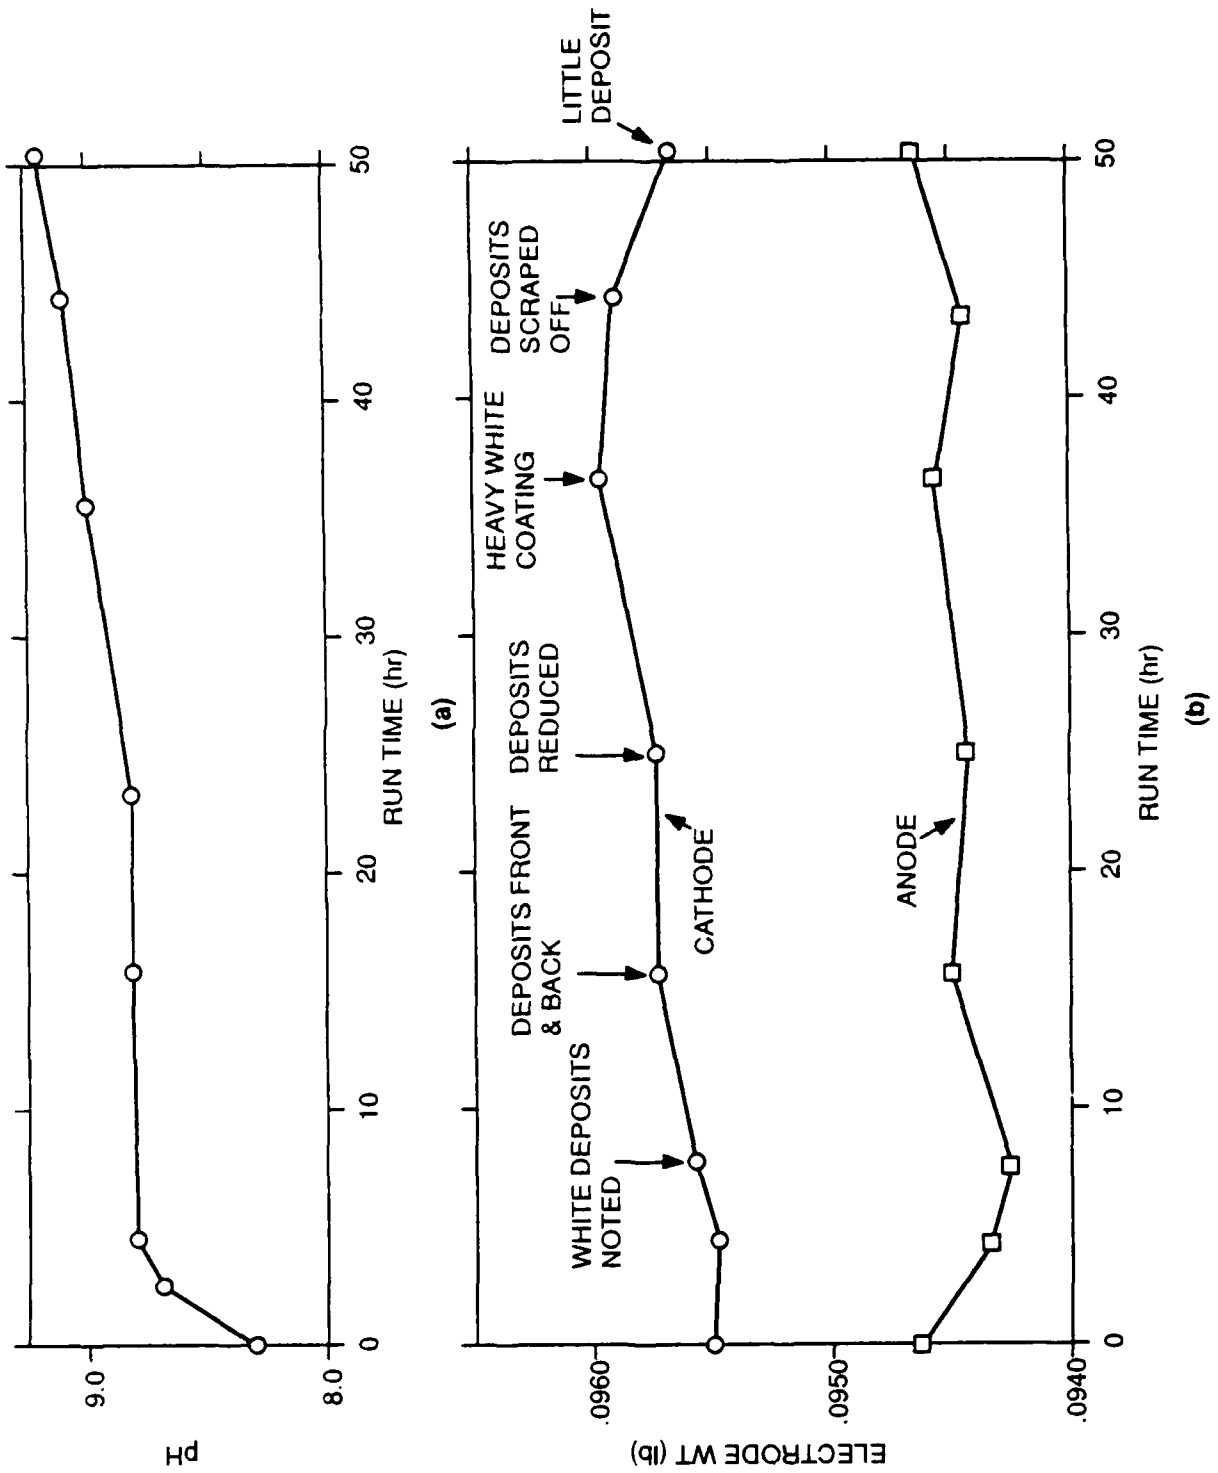 pH
9.0
8.0
0
10
20
30
40
50
RUN TIME (hr)
(a)
ELECTRODE WT (lb)
.0960
.0950
.0940
WHITE DEPOSITS
NOTED
DEPOSITS FRONT
& BACK
DEPOSITS
REDUCED
HEAVY WHITE
COATING
DEPOSITS
SCRAPED
OFF
LITTLE
DEPOSIT
CATHODE
ANODE
0
10
20
30
40
50
RUN TIME (hr)
(b)